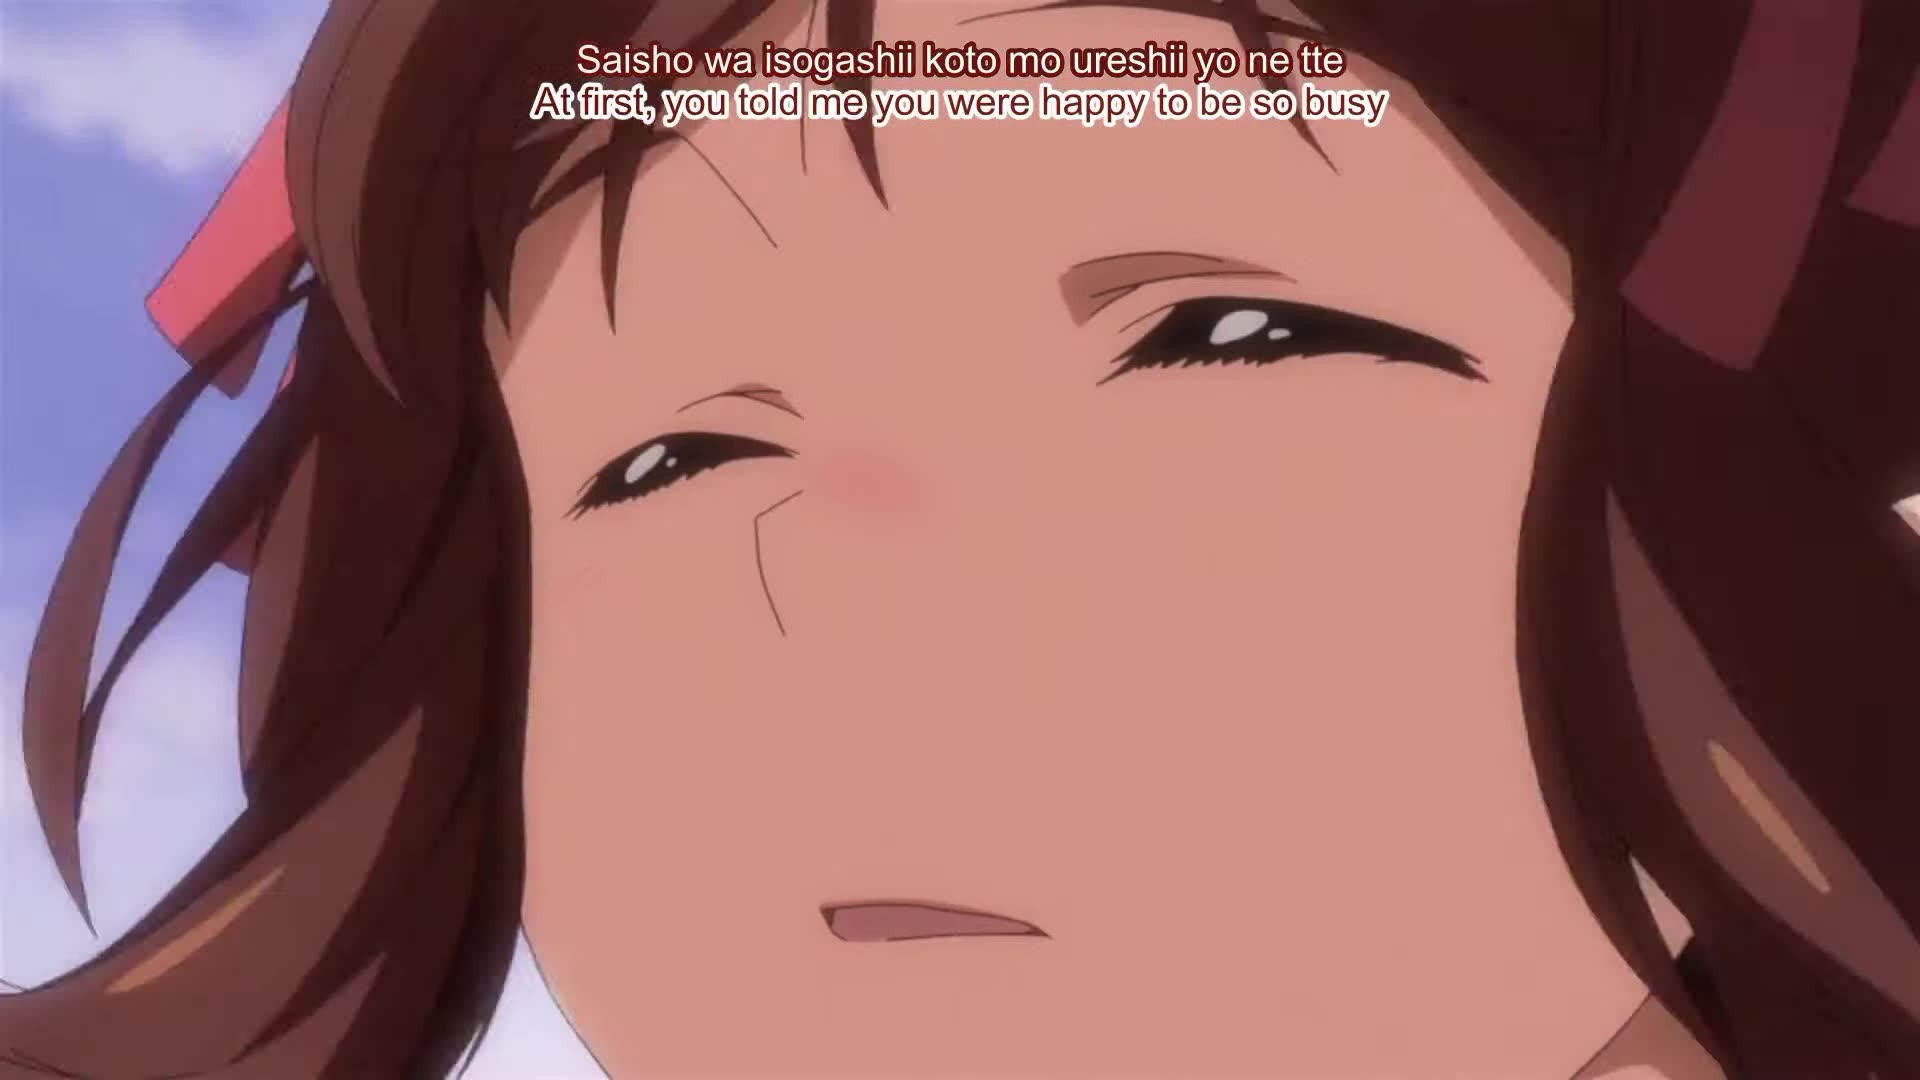 Saisho wa isogashii koto mo ureshii yo ne tte
At first, you told me you were happy to be so busy